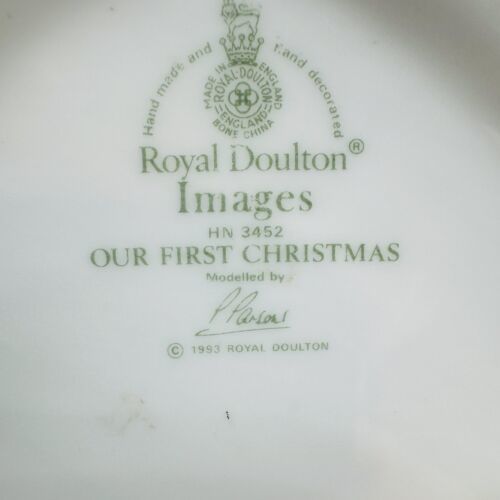 Hand made and hand decorated
MADE IN ENGLAND
ROYAL·DOULTON
ENGLAND
BONE CHINA
Royal Doulton®
Images
HN 3452
OUR FIRST CHRISTMAS
Modelled by
P Parsons
© 1993 ROYAL DOULTON